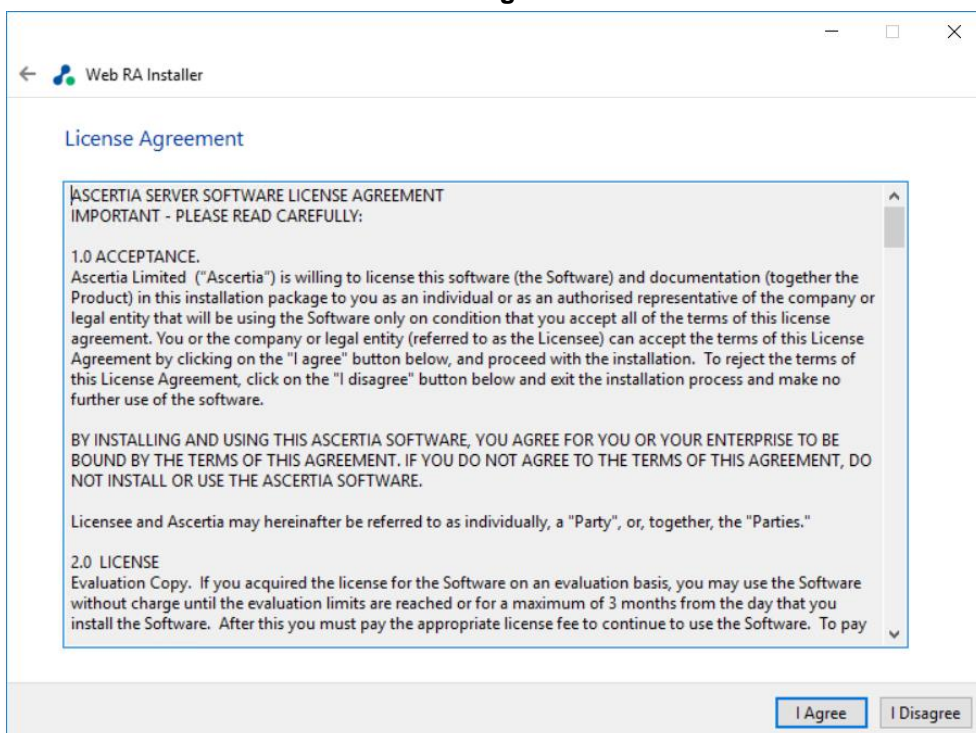 Web RA Installer
License Agreement
ASCERTIA SERVER SOFTWARE LICENSE AGREEMENT
IMPORTANT - PLEASE READ CAREFULLY:
1.0 ACCEPTANCE.
Ascertia Limited  ("Ascertia") is willing to license this software (the Software) and documentation (together the
Product) in this installation package to you as an individual or as an authorised representative of the company or
legal entity that will be using the Software only on condition that you accept all of the terms of this license
agreement. You or the company or legal entity (referred to as the Licensee) can accept the terms of this License
Agreement by clicking on the "I agree" button below, and proceed with the installation.  To reject the terms of
this License Agreement, click on the "I disagree" button below and exit the installation process and make no
further use of the software.
BY INSTALLING AND USING THIS ASCERTIA SOFTWARE, YOU AGREE FOR YOU OR YOUR ENTERPRISE TO BE
BOUND BY THE TERMS OF THIS AGREEMENT. IF YOU DO NOT AGREE TO THE TERMS OF THIS AGREEMENT, DO
NOT INSTALL OR USE THE ASCERTIA SOFTWARE.
Licensee and Ascertia may hereinafter be referred to as individually, a "Party", or, together, the "Parties."
2.0  LICENSE
Evaluation Copy.  If you acquired the license for the Software on an evaluation basis, you may use the Software
without charge until the evaluation limits are reached or for a maximum of 3 months from the day that you
install the Software.  After this you must pay the appropriate license fee to continue to use the Software.  To pay
I Agree
I Disagree